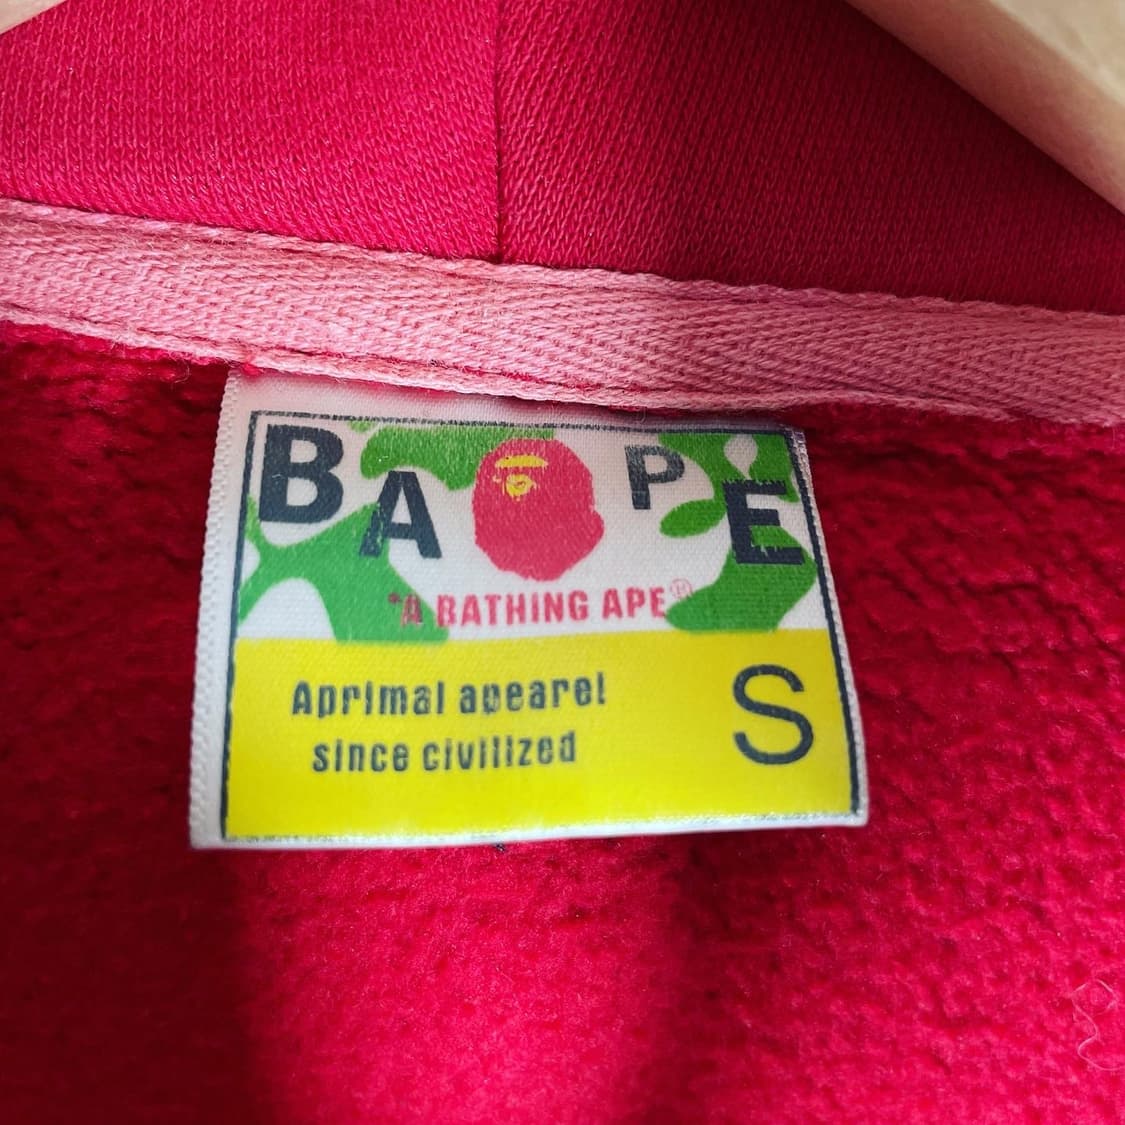 BAPE
"A BATHING APE®
Aprimal apearel
since civilized
S